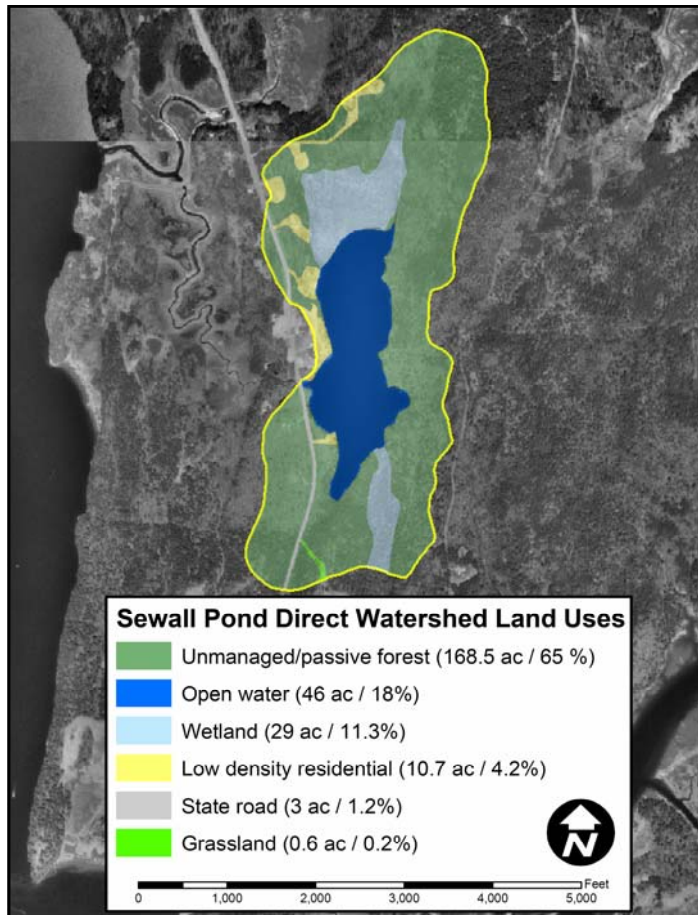 Sewall Pond Direct Watershed Land Uses
Unmanaged/passive forest (168.5 ac / 65 %)
Open water (46 ac / 18%)
Wetland (29 ac / 11.3%)
Low density residential (10.7 ac / 4.2%)
State road (3 ac / 1.2%)
Grassland (0.6 ac / 0.2%)
N
Feet
0 1,000 2,000 3,000 4,000 5,000